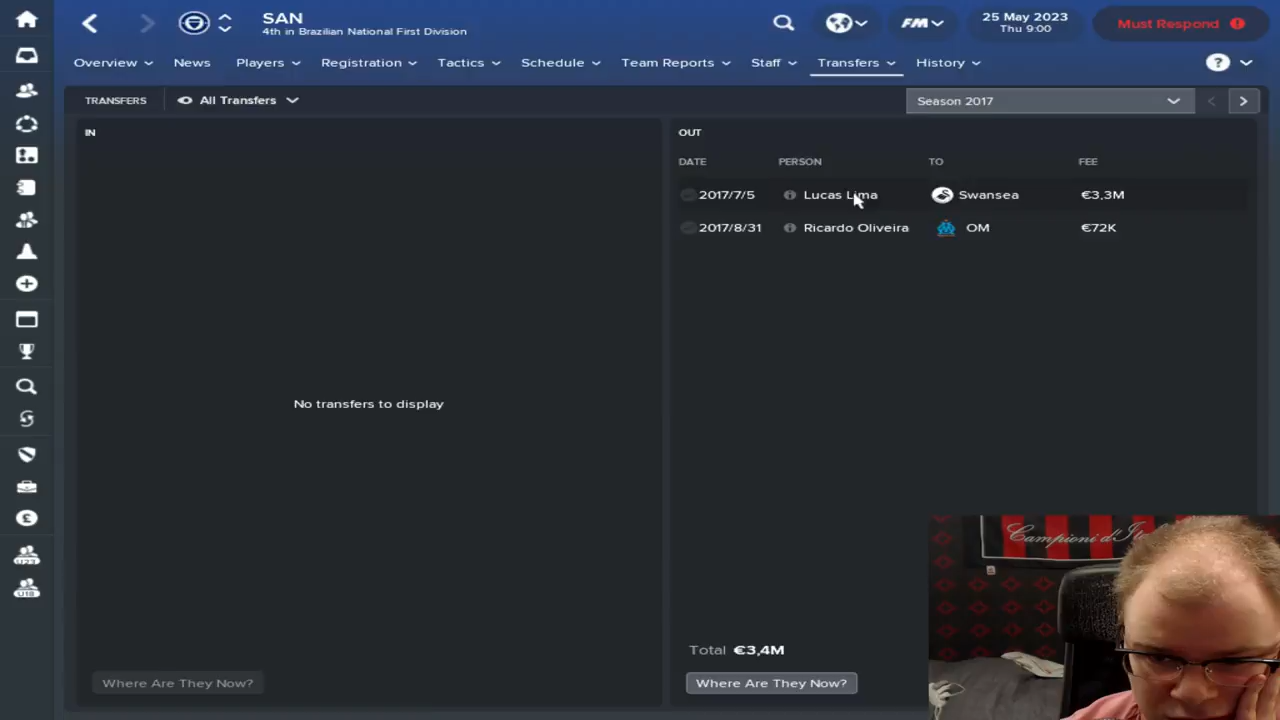 SAN
4th in Brazilian National First Division
FM
25 May 2023
Thu 9:00
Must Respond
Overview
News
Players
Registration
Tactics
Schedule
Team Reports
Staff
Transfers
History
?
TRANSFERS
All Transfers
Season 2017
IN
No transfers to display
Where Are They Now?
OUT
DATE PERSON TO FEE
2017/7/5 Lucas Lima Swansea €3,3M
2017/8/31 Ricardo Oliveira OM €72K
Total €3,4M
Where Are They Now?
U23
U18